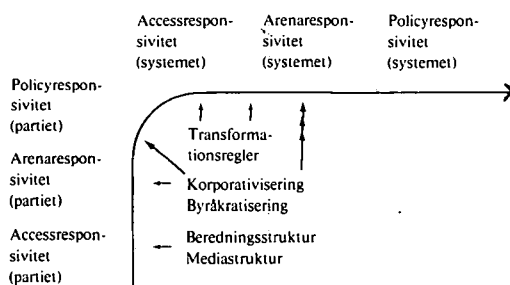 Accessrespon-
sivitet
(systemet)
Arenarespon-
sivitet
(systemet)
Policyrespon-
sivitet
(systemet)
Policyrespon-
sivitet
(partiet)
Transforma-
tionsregler
Arenarespon-
sivitet
(partiet)
Korporativisering
Byråkratisering
Accessrespon-
sivitet
(partiet)
Beredningsstruktur
Mediastruktur